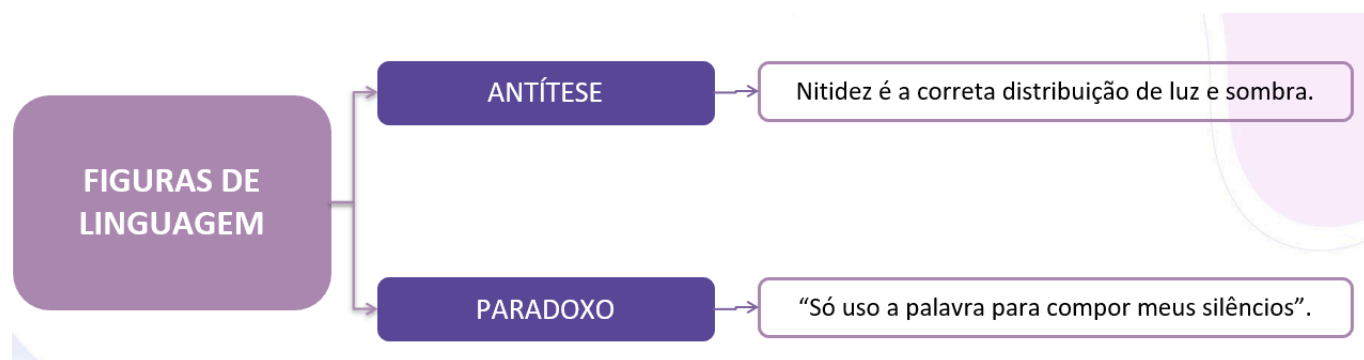 FIGURAS DE
LINGUAGEM
ANTÍTESE
Nitidez é a correta distribuição de luz e sombra.
PARADOXO
“Só uso a palavra para compor meus silêncios”.